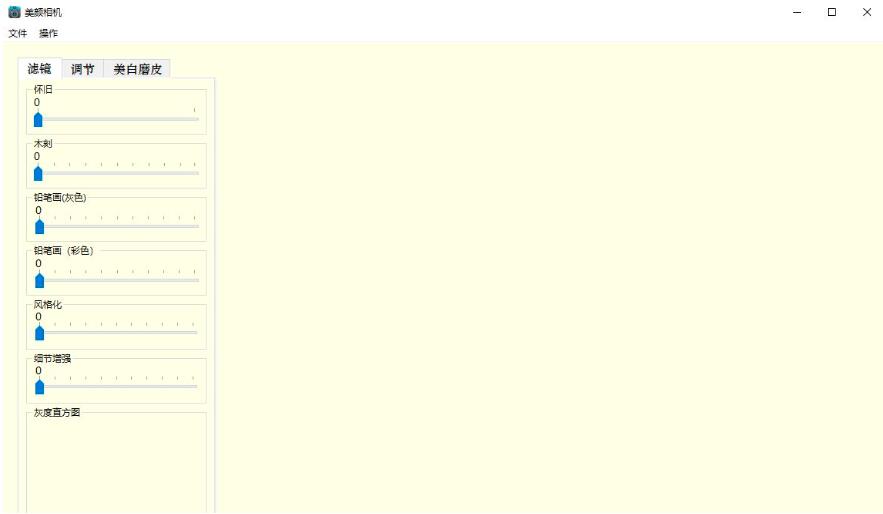 美颜相机
文件 操作
滤镜 调节 美白磨皮
怀旧
0
木刻
0
铅笔画(灰色)
0
铅笔画（彩色）
0
风格化
0
细节增强
0
灰度直方图